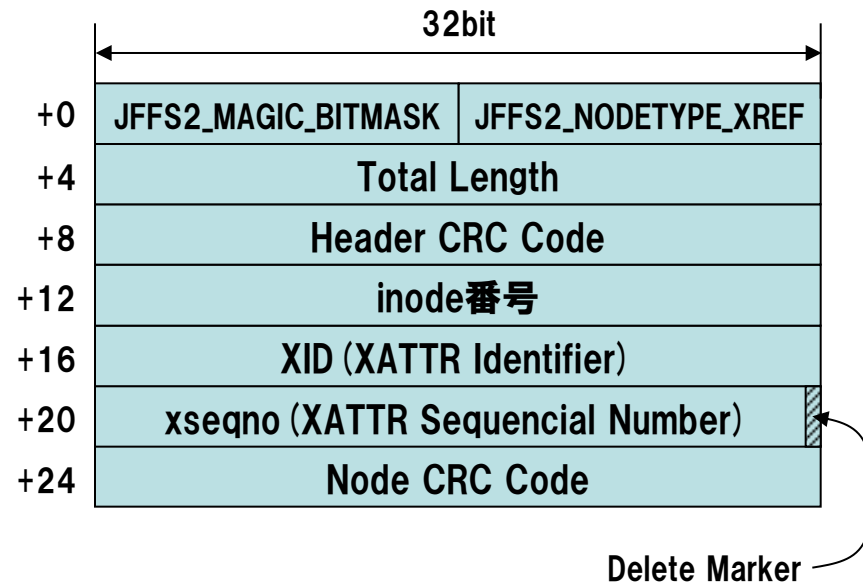 32bit
+0 JFFS2_MAGIC_BITMASK JFFS2_NODETYPE_XREF
+4 Total Length
+8 Header CRC Code
+12 inode番号
+16 XID(XATTR Identifier)
+20 xseqno(XATTR Sequencial Number)
+24 Node CRC Code
Delete Marker